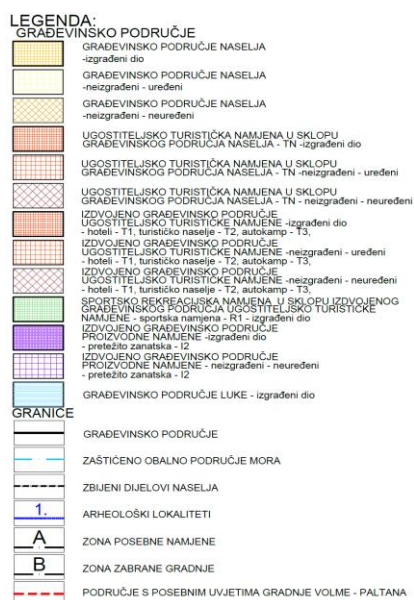 LEGENDA:
GRAĐEVINSKO PODRUČJE
GRAĐEVINSKO PODRUČJE NASELJA
-izgrađeni dio
GRAĐEVINSKO PODRUČJE NASELJA
-neizgrađeni - uređeni
GRAĐEVINSKO PODRUČJE NASELJA
-neizgrađeni - neuređeni
UGOSTITELJSKO TURISTIČKA NAMJENA U SKLOPU
GRAĐEVINSKOG PODRUČJA NASELJA - TN -izgrađeni dio
UGOSTITELJSKO TURISTIČKA NAMJENA U SKLOPU
GRAĐEVINSKOG PODRUČJA NASELJA - TN -neizgrađeni - uređeni
UGOSTITELJSKO TURISTIČKA NAMJENA U SKLOPU
GRAĐEVINSKOG PODRUČJA NASELJA - TN - neizgrađeni - neuređeni
IZDVOJENO GRAĐEVINSKO PODRUČJE
UGOSTITELJSKO TURISTIČKE NAMJENE -izgrađeni dio
- hoteli - T1, turističko naselje - T2, autokamp - T3,
IZDVOJENO GRAĐEVINSKO PODRUČJE
UGOSTITELJSKO TURISTIČKE NAMJENE -neizgrađeni - uređeni
- hoteli - T1, turističko naselje - T2, autokamp - T3,
IZDVOJENO GRAĐEVINSKO PODRUČJE
UGOSTITELJSKO TURISTIČKE NAMJENE -neizgrađeni - neuređeni
- hoteli - T1, turističko naselje - T2, autokamp - T3,
SPORTSKO REKREACIJSKA NAMJENA U SKLOPU IZDVOJENOG
GRAĐEVINSKOG PODRUČJA UGOSTITELJSKO TURISTIČKE
NAMJENE - sportska namjena - R1 - izgrađeni dio
IZDVOJENO GRAĐEVINSKO PODRUČJE
PROIZVODNE NAMJENE -izgrađeni dio
- pretežito zanatska - I2
IZDVOJENO GRAĐEVINSKO PODRUČJE
PROIZVODNE NAMJENE - neizgrađeni - neuređeni
- pretežito zanatska - I2
GRAĐEVINSKO PODRUČJE LUKE - izgrađeni dio
GRANICE
GRAĐEVINSKO PODRUČJE
ZAŠTIĆENO OBALNO PODRUČJE MORA
ZBIJENI DIJELOVI NASELJA
1. ARHEOLOŠKI LOKALITETI
A ZONA POSEBNE NAMJENE
B ZONA ZABRANE GRADNJE
PODRUČJE S POSEBNIM UVJETIMA GRADNJE VOLME - PALTANA